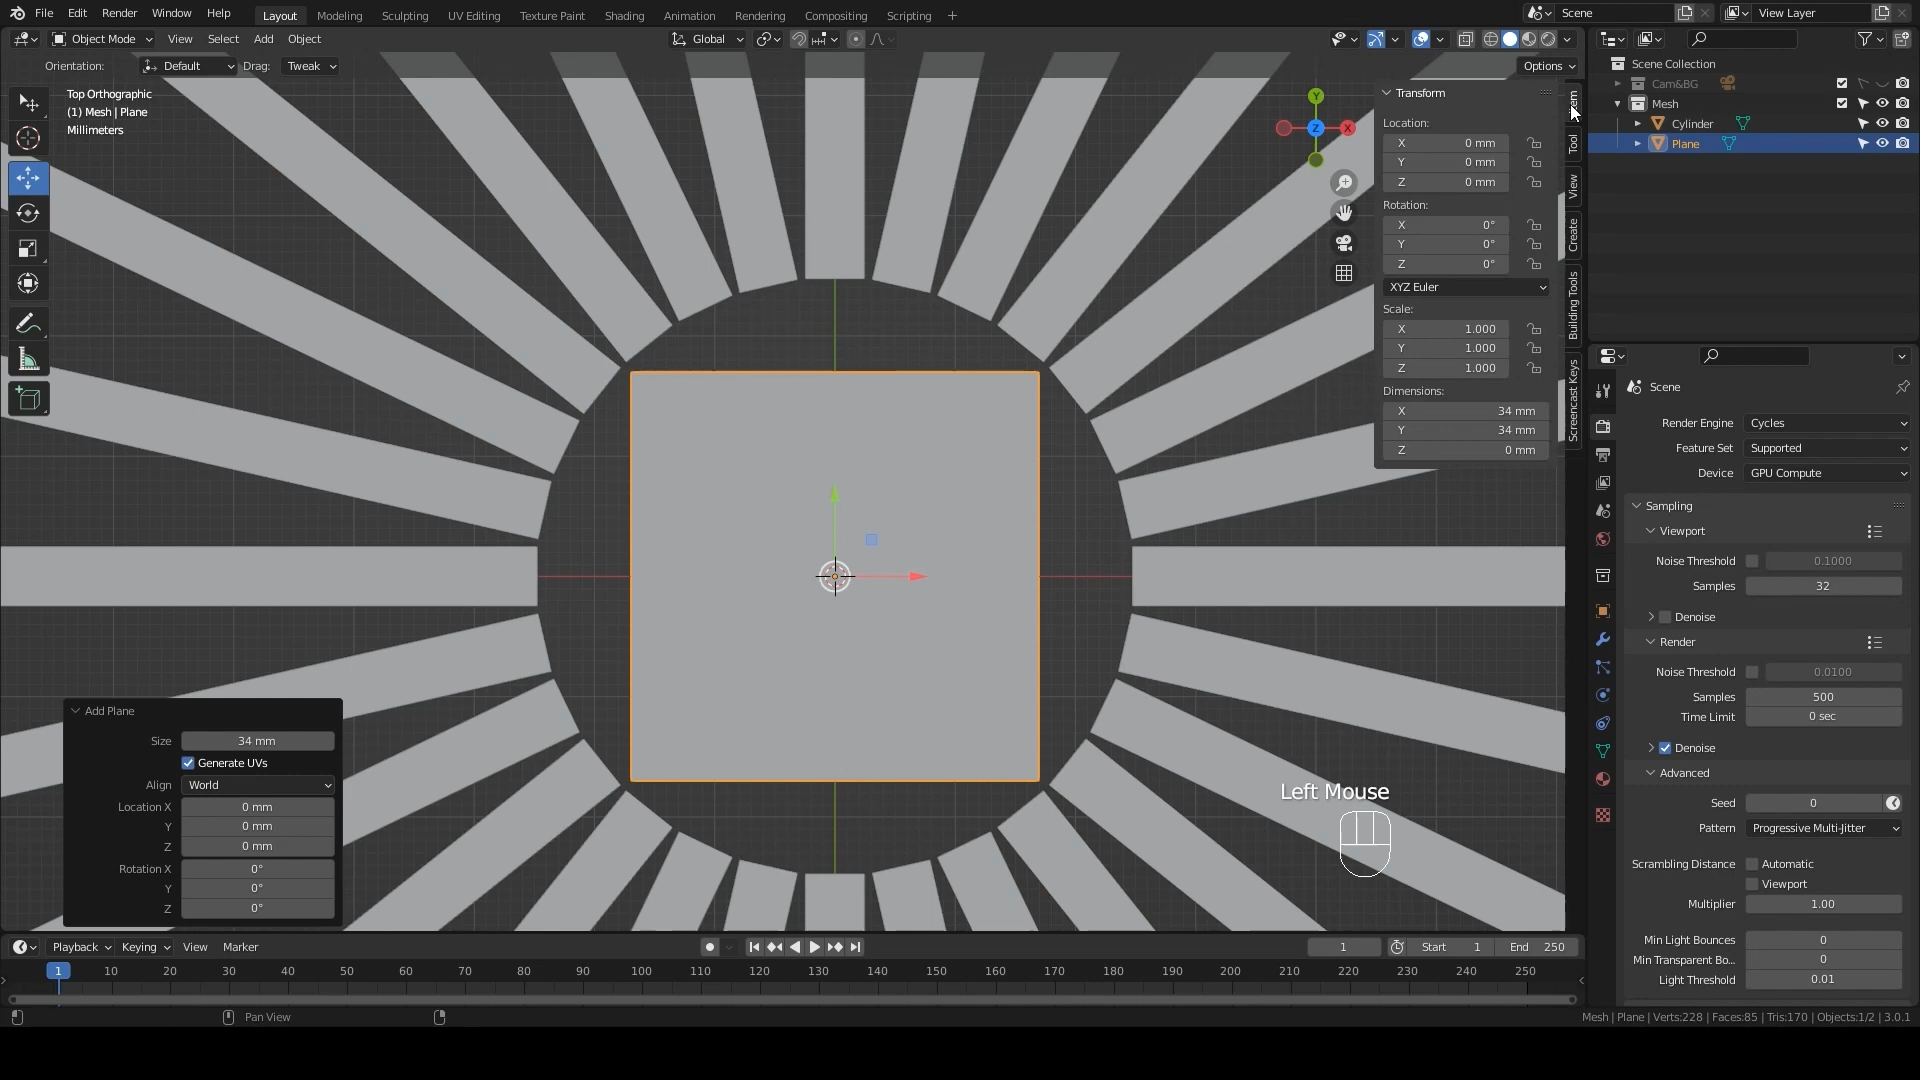 File Edit Render Window Help Layout Modeling Sculpting UV Editing Texture Paint Shading Animation Rendering Compositing Scripting + Scene View Layer
Object Mode View Select Add Object Global
Orientation: Default Drag: Tweak Options
Top Orthographic
(1) Mesh | Plane
Millimeters
Y
Z
X
Transform
Location:
X 0 mm
Y 0 mm
Z 0 mm
Rotation:
X 0°
Y 0°
Z 0°
XYZ Euler
Scale:
X 1.000
Y 1.000
Z 1.000
Dimensions:
X 34 mm
Y 34 mm
Z 0 mm
Tool
View
Create
Building Tools
Screencast Keys
Scene Collection
Cam&BG
Mesh
Cylinder
Plane
Scene
Render Engine Cycles
Feature Set Supported
Device GPU Compute
Sampling
Viewport
Noise Threshold 0.1000
Samples 32
Denoise
Render
Noise Threshold 0.0100
Samples 500
Time Limit 0 sec
Denoise
Advanced
Seed 0
Pattern Progressive Multi-Jitter
Scrambling Distance Automatic
Viewport
Multiplier 1.00
Min Light Bounces 0
Min Transparent Bo... 0
Light Threshold 0.01
Add Plane
Size 34 mm
Generate UVs
Align World
Location X 0 mm
Y 0 mm
Z 0 mm
Rotation X 0°
Y 0°
Z 0°
Left Mouse
Playback Keying View Marker 1 Start 1 End 250
1 10 20 30 40 50 60 70 80 90 100 110 120 130 140 150 160 170 180 190 200 210 220 230 240 250
Pan View
Mesh | Plane | Verts:228 | Faces:85 | Tris:170 | Objects:1/2 | 3.0.1